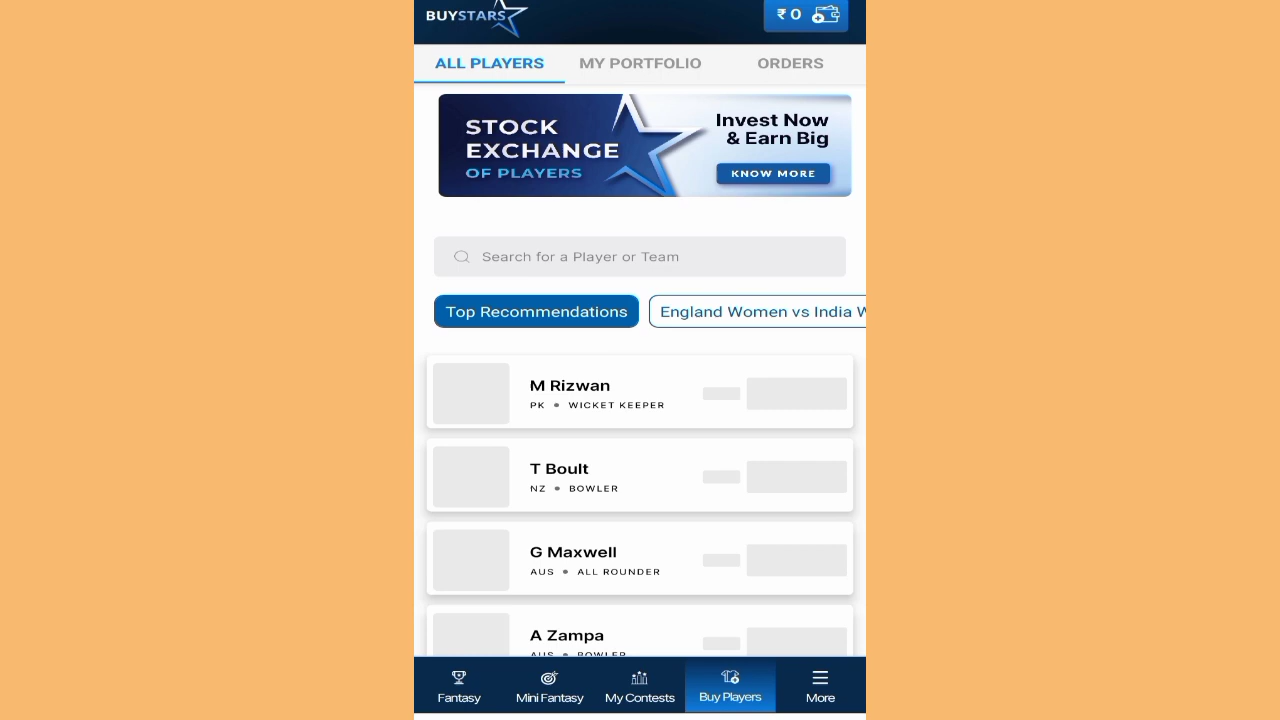 BUYSTARS
₹ 0
ALL PLAYERS MY PORTFOLIO ORDERS
STOCK
EXCHANGE
OF PLAYERS
Invest Now
& Earn Big
KNOW MORE
Search for a Player or Team
Top Recommendations England Women vs India W
M Rizwan
PK • WICKET KEEPER
T Boult
NZ • BOWLER
G Maxwell
AUS • ALL ROUNDER
A Zampa
AUS • BOWLER
Fantasy Mini Fantasy My Contests Buy Players More